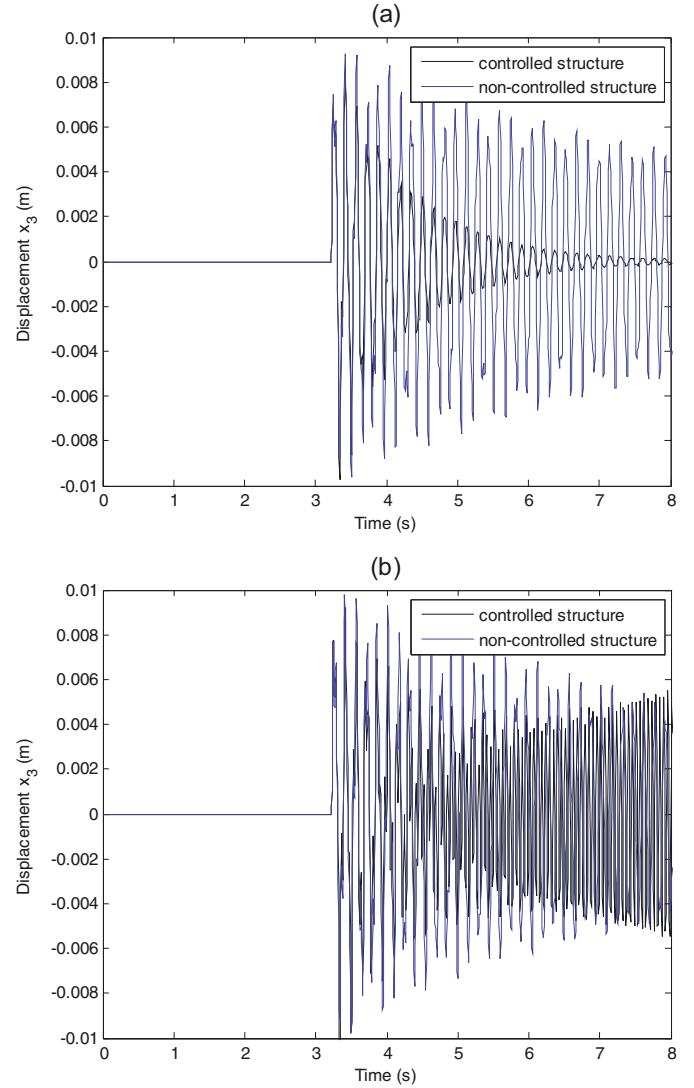 (a)
0.01
0.008
0.006
0.004
0.002
0
-0.002
-0.004
-0.006
-0.008
-0.01
Displacement x_3 (m)
controlled structure
non-controlled structure
0 1 2 3 4 5 6 7 8
Time (s)
(b)
0.01
0.008
0.006
0.004
0.002
0
-0.002
-0.004
-0.006
-0.008
-0.01
Displacement x_3 (m)
controlled structure
non-controlled structure
0 1 2 3 4 5 6 7 8
Time (s)